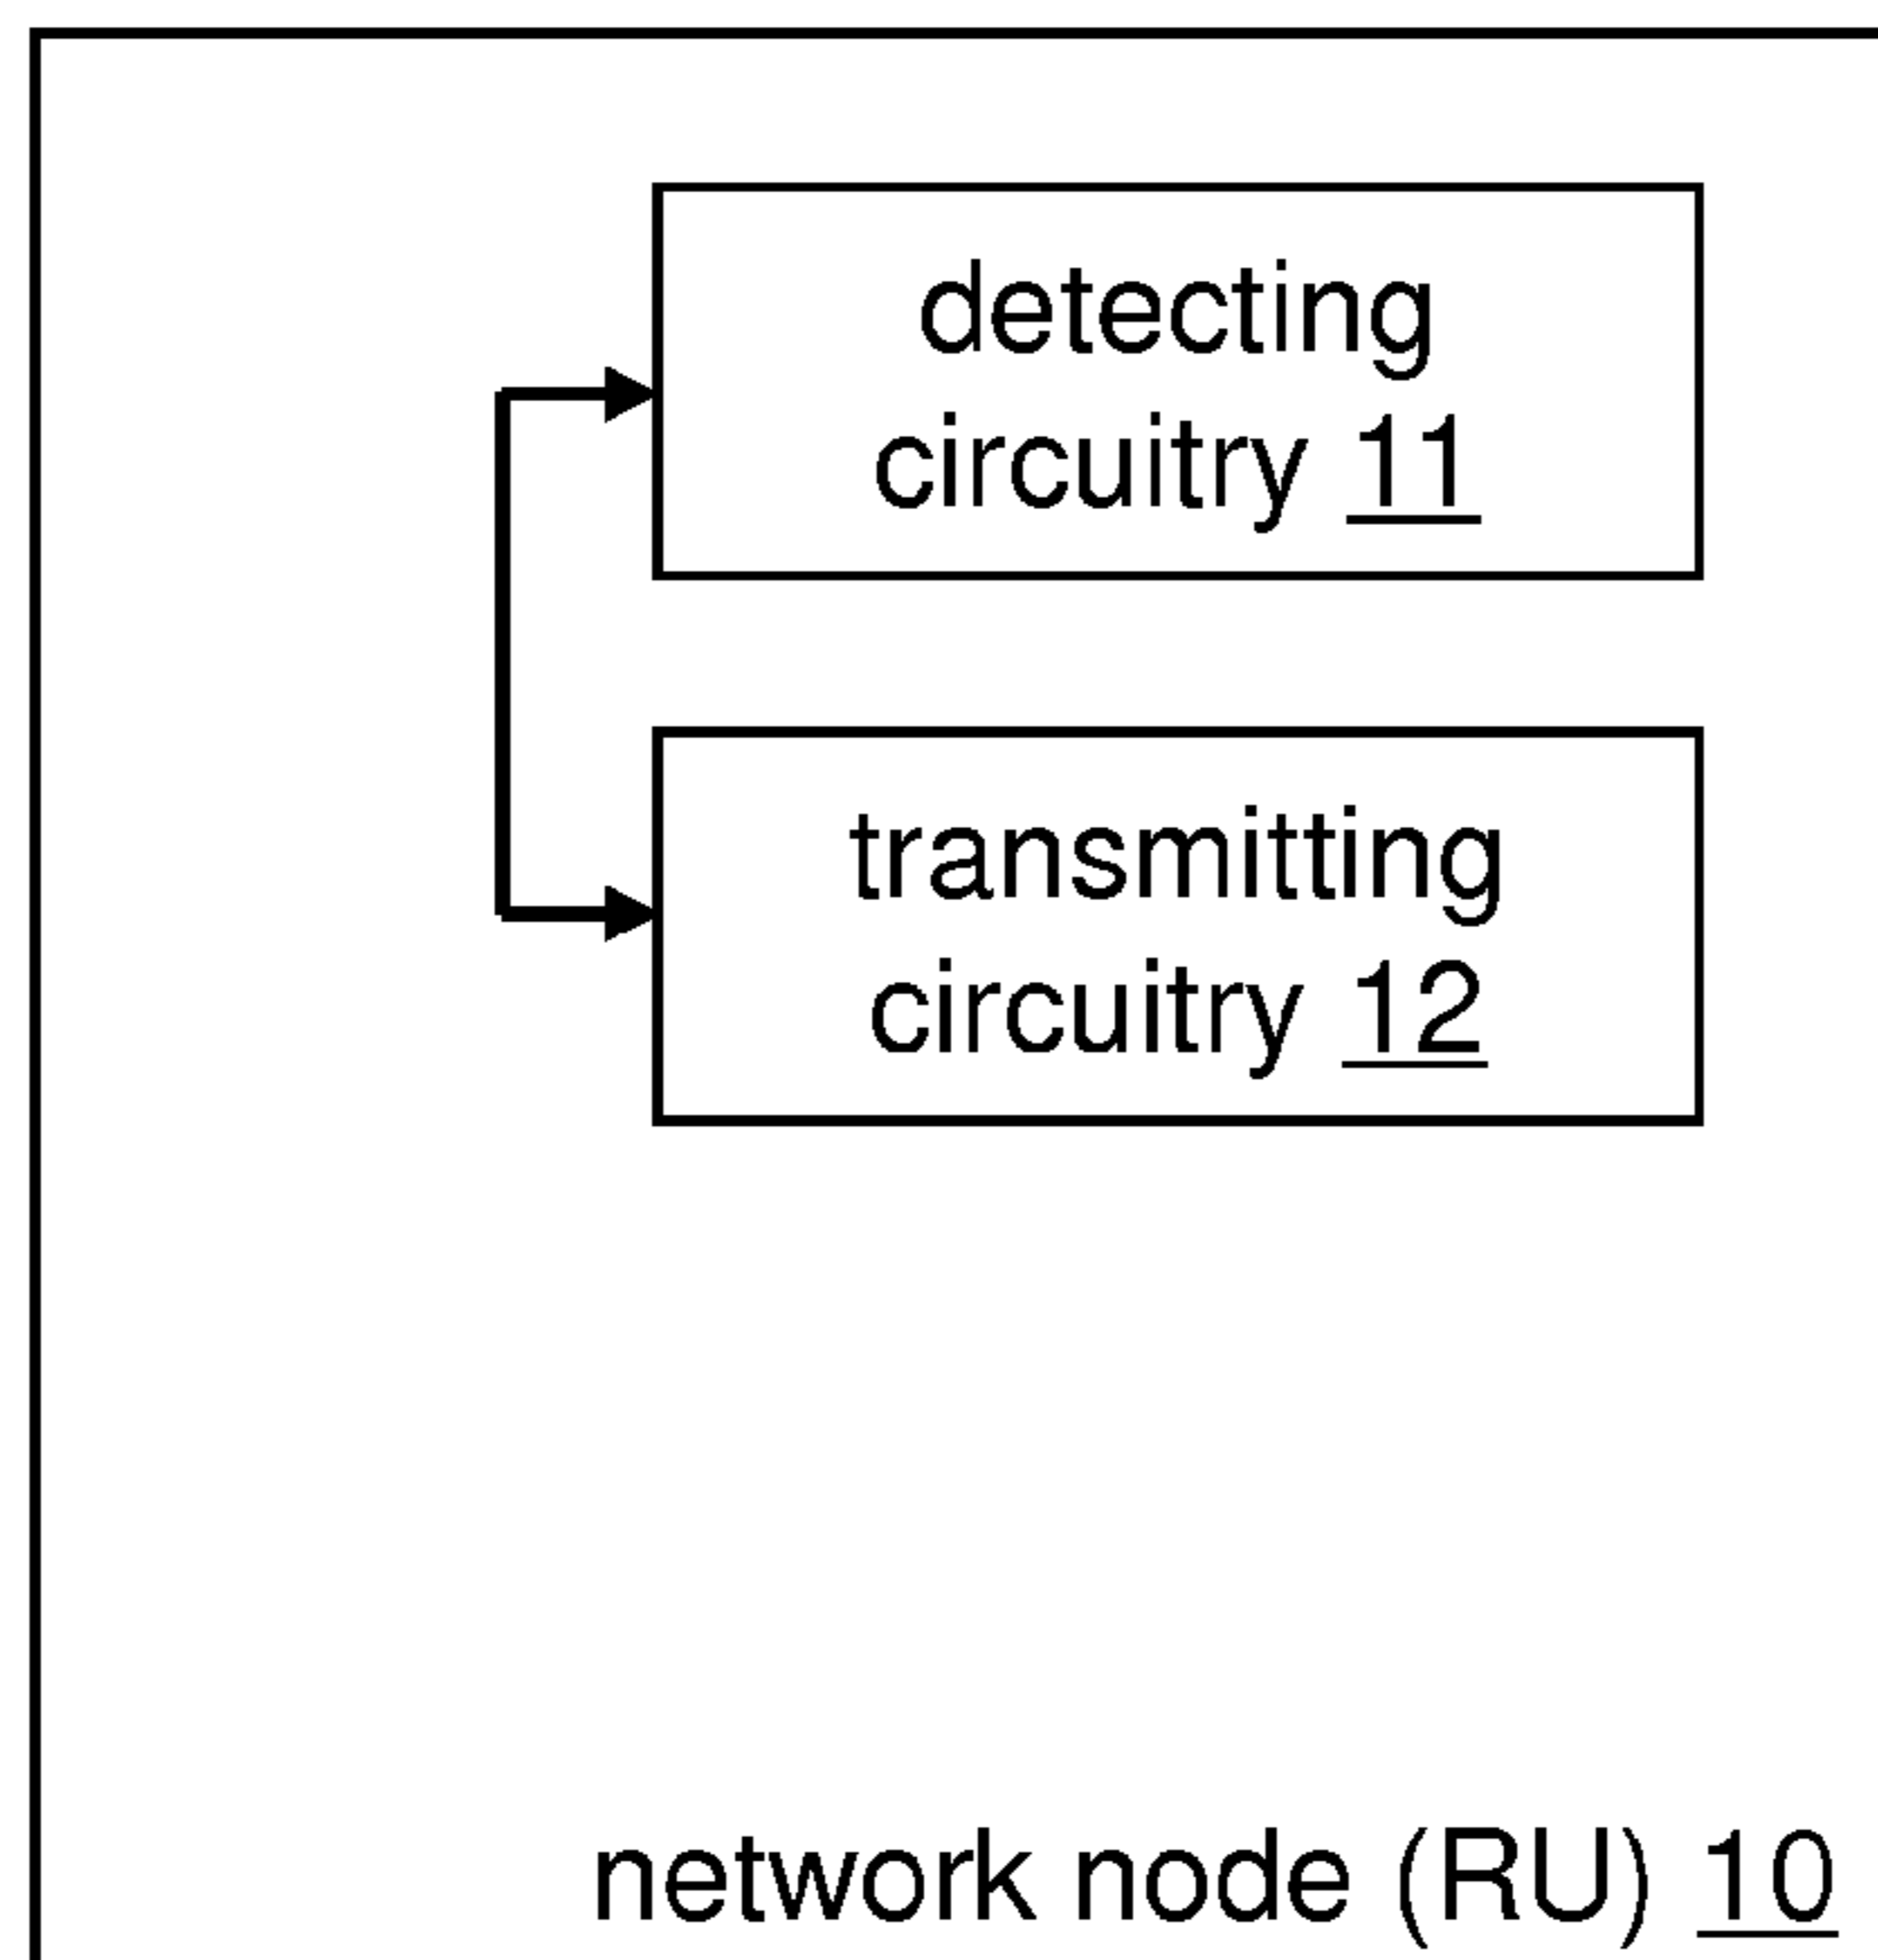 detecting
circuitry 11
transmitting
circuitry 12
network node (RU) 10